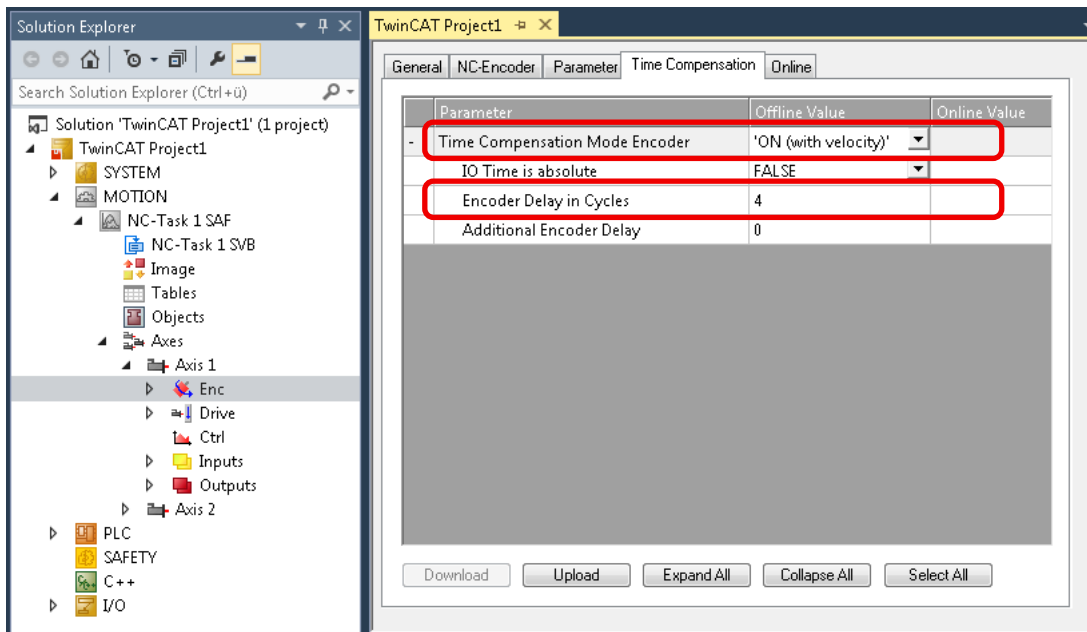 Solution Explorer
Search Solution Explorer (Ctrl+ü)
Solution 'TwinCAT Project1' (1 project)
TwinCAT Project1
SYSTEM
MOTION
NC-Task 1 SAF
NC-Task 1 SVB
Image
Tables
Objects
Axes
Axis 1
Enc
Drive
Ctrl
Inputs
Outputs
Axis 2
PLC
SAFETY
C++
I/O
TwinCAT Project1
General NC-Encoder Parameter Time Compensation Online
Parameter Offline Value Online Value
- Time Compensation Mode Encoder 'ON (with velocity)'
IO Time is absolute FALSE
Encoder Delay in Cycles 4
Additional Encoder Delay 0
Download Upload Expand All Collapse All Select All